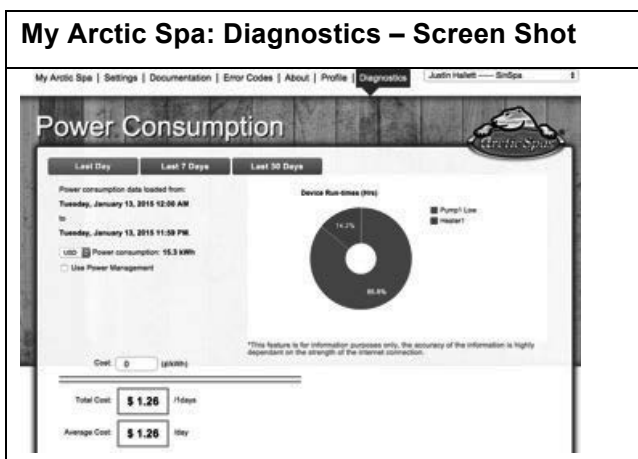 My Arctic Spa: Diagnostics – Screen Shot
My Arctic Spa | Settings | Documentation | Error Codes | About | Profile | Diagnostics
Justin Hallett ---- SinSpa
Power Consumption
Arctic Spas
Last Day Last 7 Days Last 30 Days
Power consumption data loaded from:
Tuesday, January 13, 2015 12:00 AM
to
Tuesday, January 13, 2015 11:59 PM.
USD Power consumption: 15.3 kWh
Use Power Management
Device Run-times (Hrs)
Pump1 Low
Heater1
14.2%
85.8%
*This feature is for information purposes only, the accuracy of the information is highly
dependant on the strength of the internet connection.
Cost: 0 (¢/kWh)
Total Cost: $ 1.26 /1days
Average Cost: $ 1.26 /day